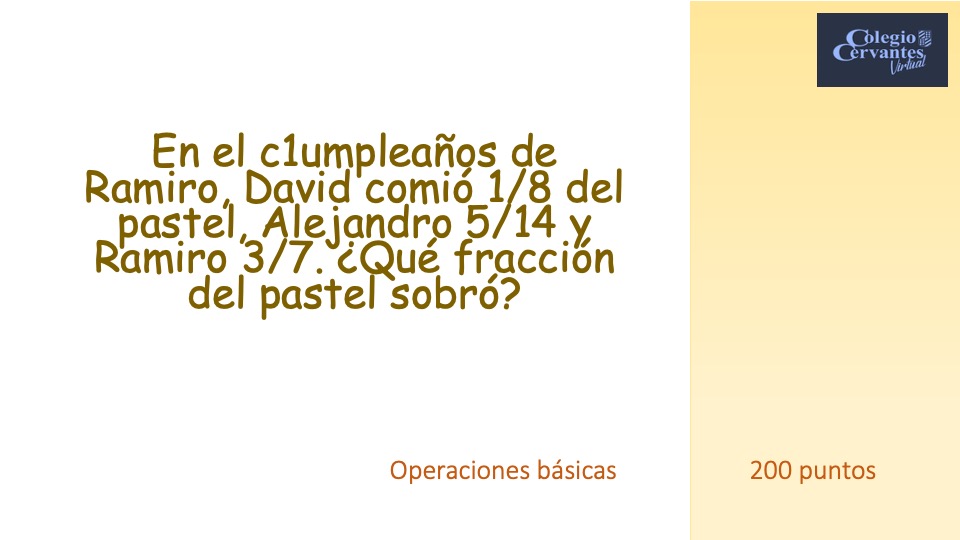 Colegio
Cervantes
Virtual
En el c1umpleaños de
Ramiro, David comió 1/8 del
pastel, Alejandro 5/14 y
Ramiro 3/7. ¿Qué fracción
del pastel sobró?
Operaciones básicas
200 puntos